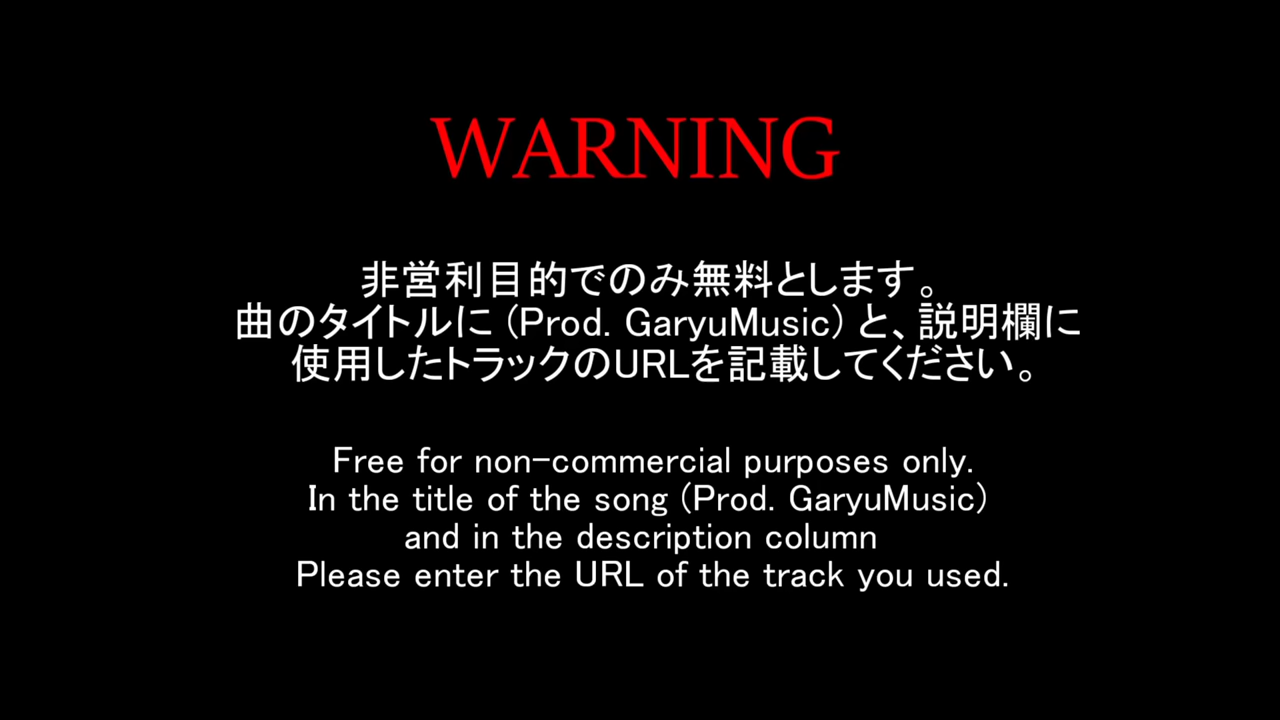 WARNING
非営利目的でのみ無料とします。
曲のタイトルに (Prod. GaryuMusic) と、説明欄に
使用したトラックのURLを記載してください。
Free for non-commercial purposes only.
In the title of the song (Prod. GaryuMusic)
and in the description column
Please enter the URL of the track you used.